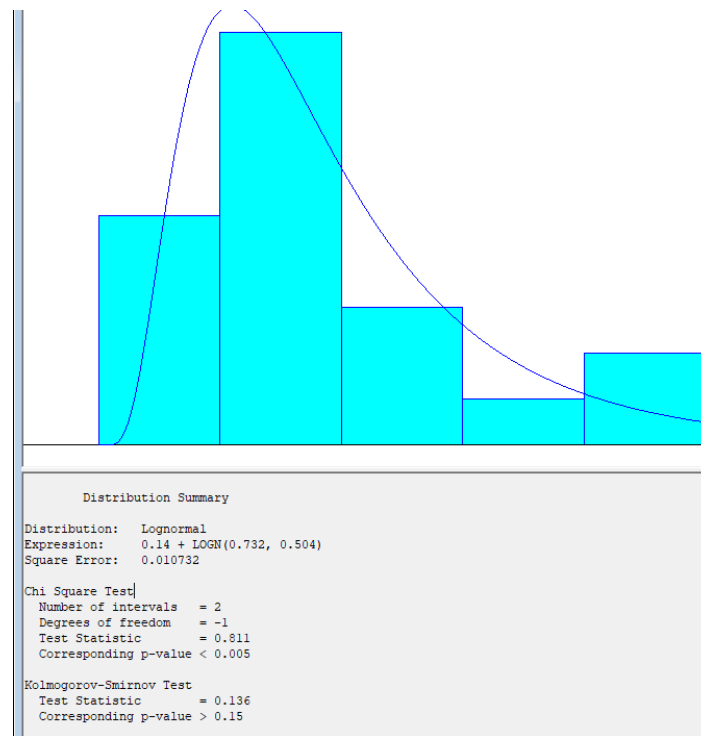 Distribution Summary
Distribution: Lognormal
Expression: 0.14 + LOGN(0.732, 0.504)
Square Error: 0.010732
Chi Square Test
Number of intervals = 2
Degrees of freedom = -1
Test Statistic = 0.811
Corresponding p-value < 0.005
Kolmogorov-Smirnov Test
Test Statistic = 0.136
Corresponding p-value > 0.15